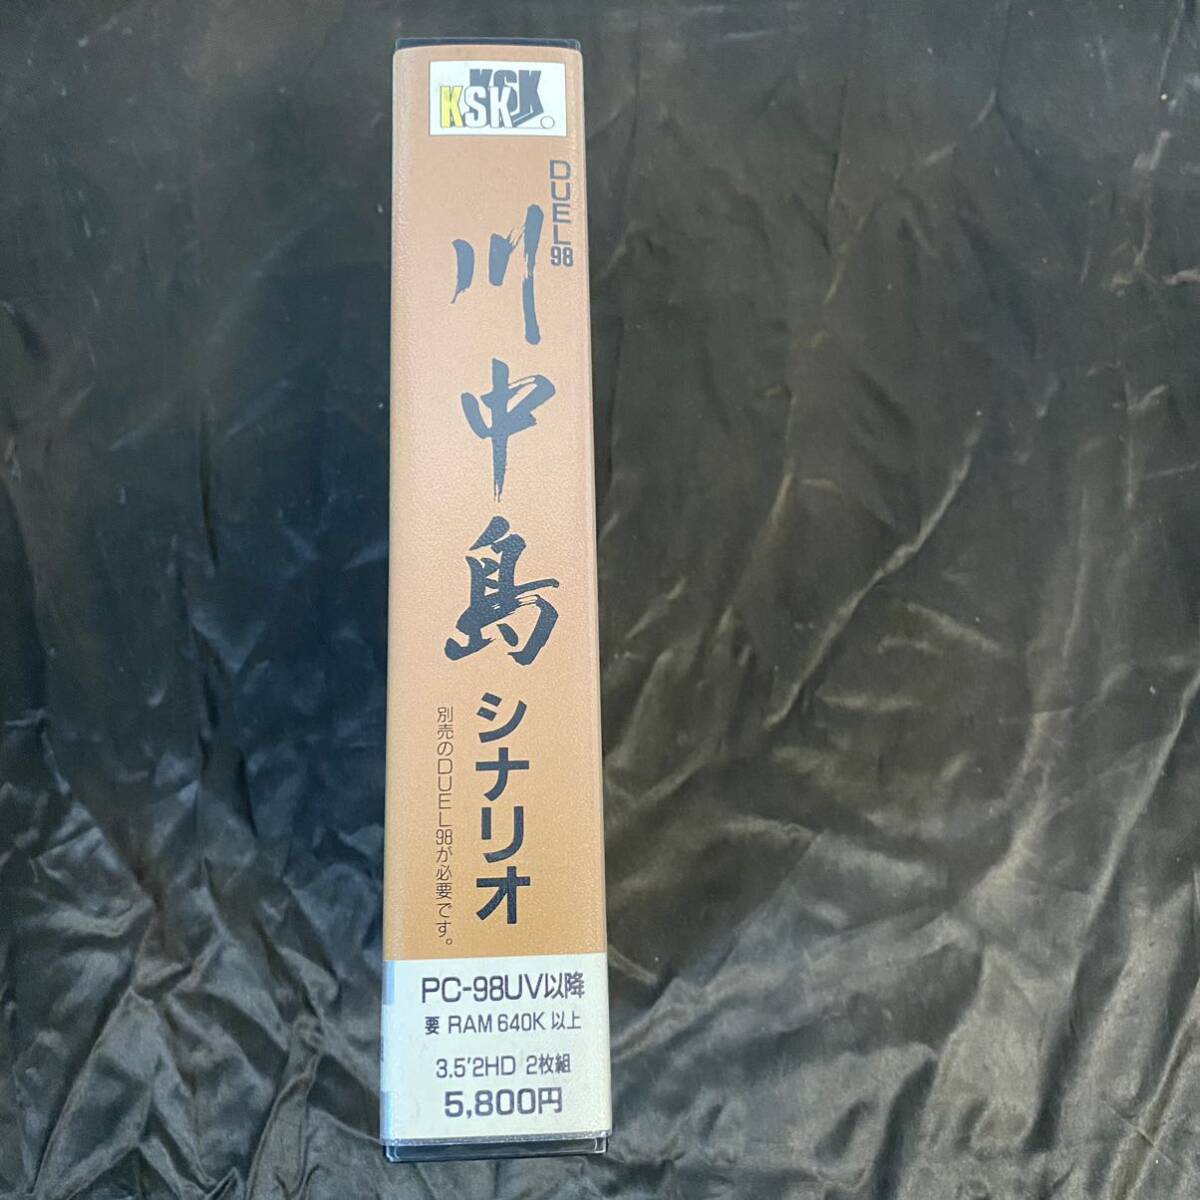 KSK
KSK
DUEL98
川中島
シナリオ
別売のDUEL98が必要です。
PC-98UV以降
要 RAM 640K 以上
3.5'2HD 2枚組
5,800円